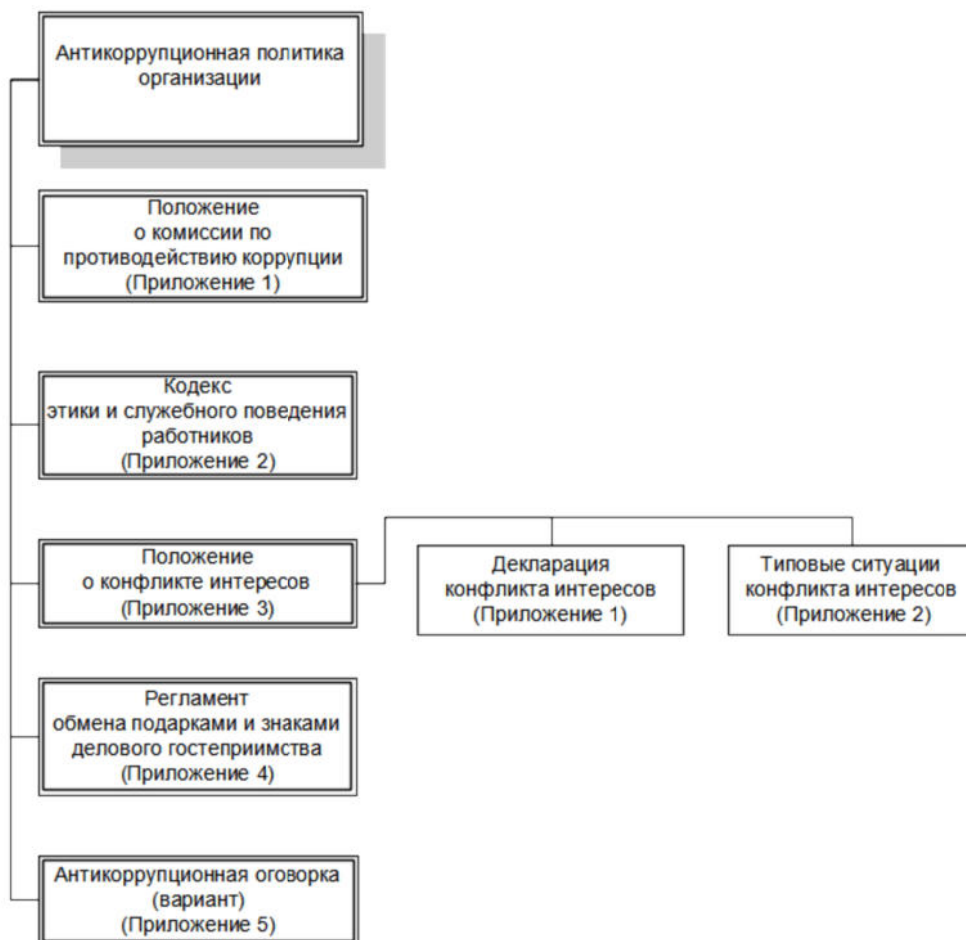 Антикоррупционная политика
организации
Положение
о комиссии по
противодействию коррупции
(Приложение 1)
Кодекс
этики и служебного поведения
работников
(Приложение 2)
Положение
о конфликте интересов
(Приложение 3)
Декларация
конфликта интересов
(Приложение 1)
Типовые ситуации
конфликта интересов
(Приложение 2)
Регламент
обмена подарками и знаками
делового гостеприимства
(Приложение 4)
Антикоррупционная оговорка
(вариант)
(Приложение 5)